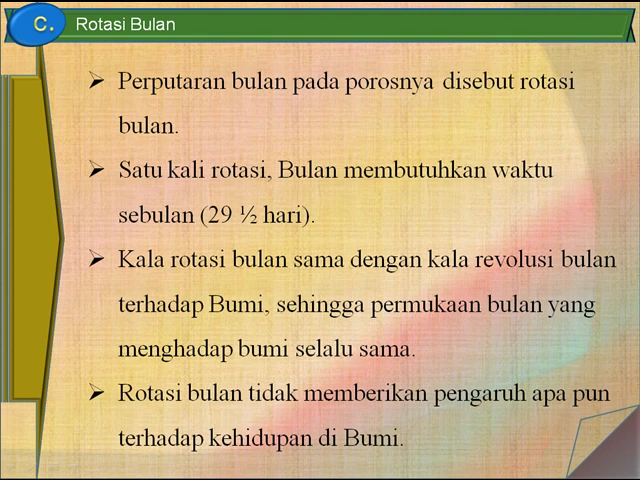 C. Rotasi Bulan
➢ Perputaran bulan pada porosnya disebut rotasi
bulan.
➢ Satu kali rotasi, Bulan membutuhkan waktu
sebulan (29 ½ hari).
➢ Kala rotasi bulan sama dengan kala revolusi bulan
terhadap Bumi, sehingga permukaan bulan yang
menghadap bumi selalu sama.
➢ Rotasi bulan tidak memberikan pengaruh apa pun
terhadap kehidupan di Bumi.